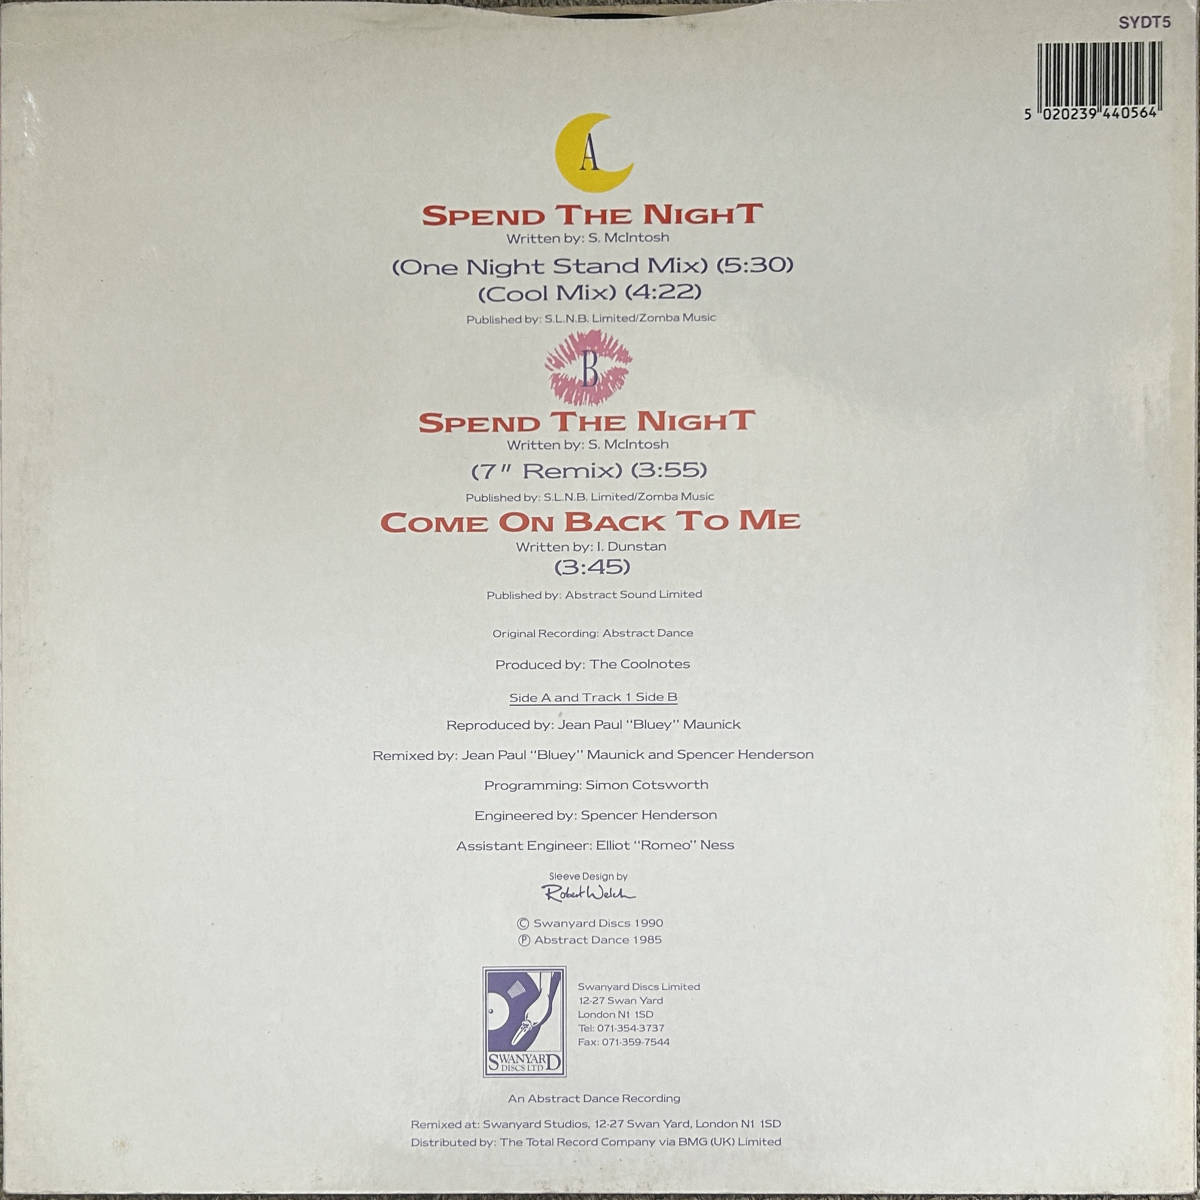 SYDT5
5 020239 440564
A
SPEND THE NIGHT
Written by: S. McIntosh
(One Night Stand Mix) (5:30)
(Cool Mix) (4:22)
Published by: S.L.N.B. Limited/Zomba Music
B
SPEND THE NIGHT
Written by: S. McIntosh
(7" Remix) (3:55)
Published by: S.L.N.B. Limited/Zomba Music
COME ON BACK TO ME
Written by: I. Dunstan
(3:45)
Published by: Abstract Sound Limited
Original Recording: Abstract Dance
Produced by: The Coolnotes
Side A and Track 1 Side B
Reproduced by: Jean Paul "Bluey" Maunick
Remixed by: Jean Paul "Bluey" Maunick and Spencer Henderson
Programming: Simon Cotsworth
Engineered by: Spencer Henderson
Assistant Engineer: Elliot "Romeo" Ness
Sleeve Design by
Robert Welch
© Swanyard Discs 1990
℗ Abstract Dance 1985
SWANYARD
DISCS LTD
Swanyard Discs Limited
12-27 Swan Yard
London N1 1SD
Tel: 071-354-3737
Fax: 071-359-7544
An Abstract Dance Recording
Remixed at: Swanyard Studios, 12-27 Swan Yard, London N1 1SD
Distributed by: The Total Record Company via BMG (UK) Limited